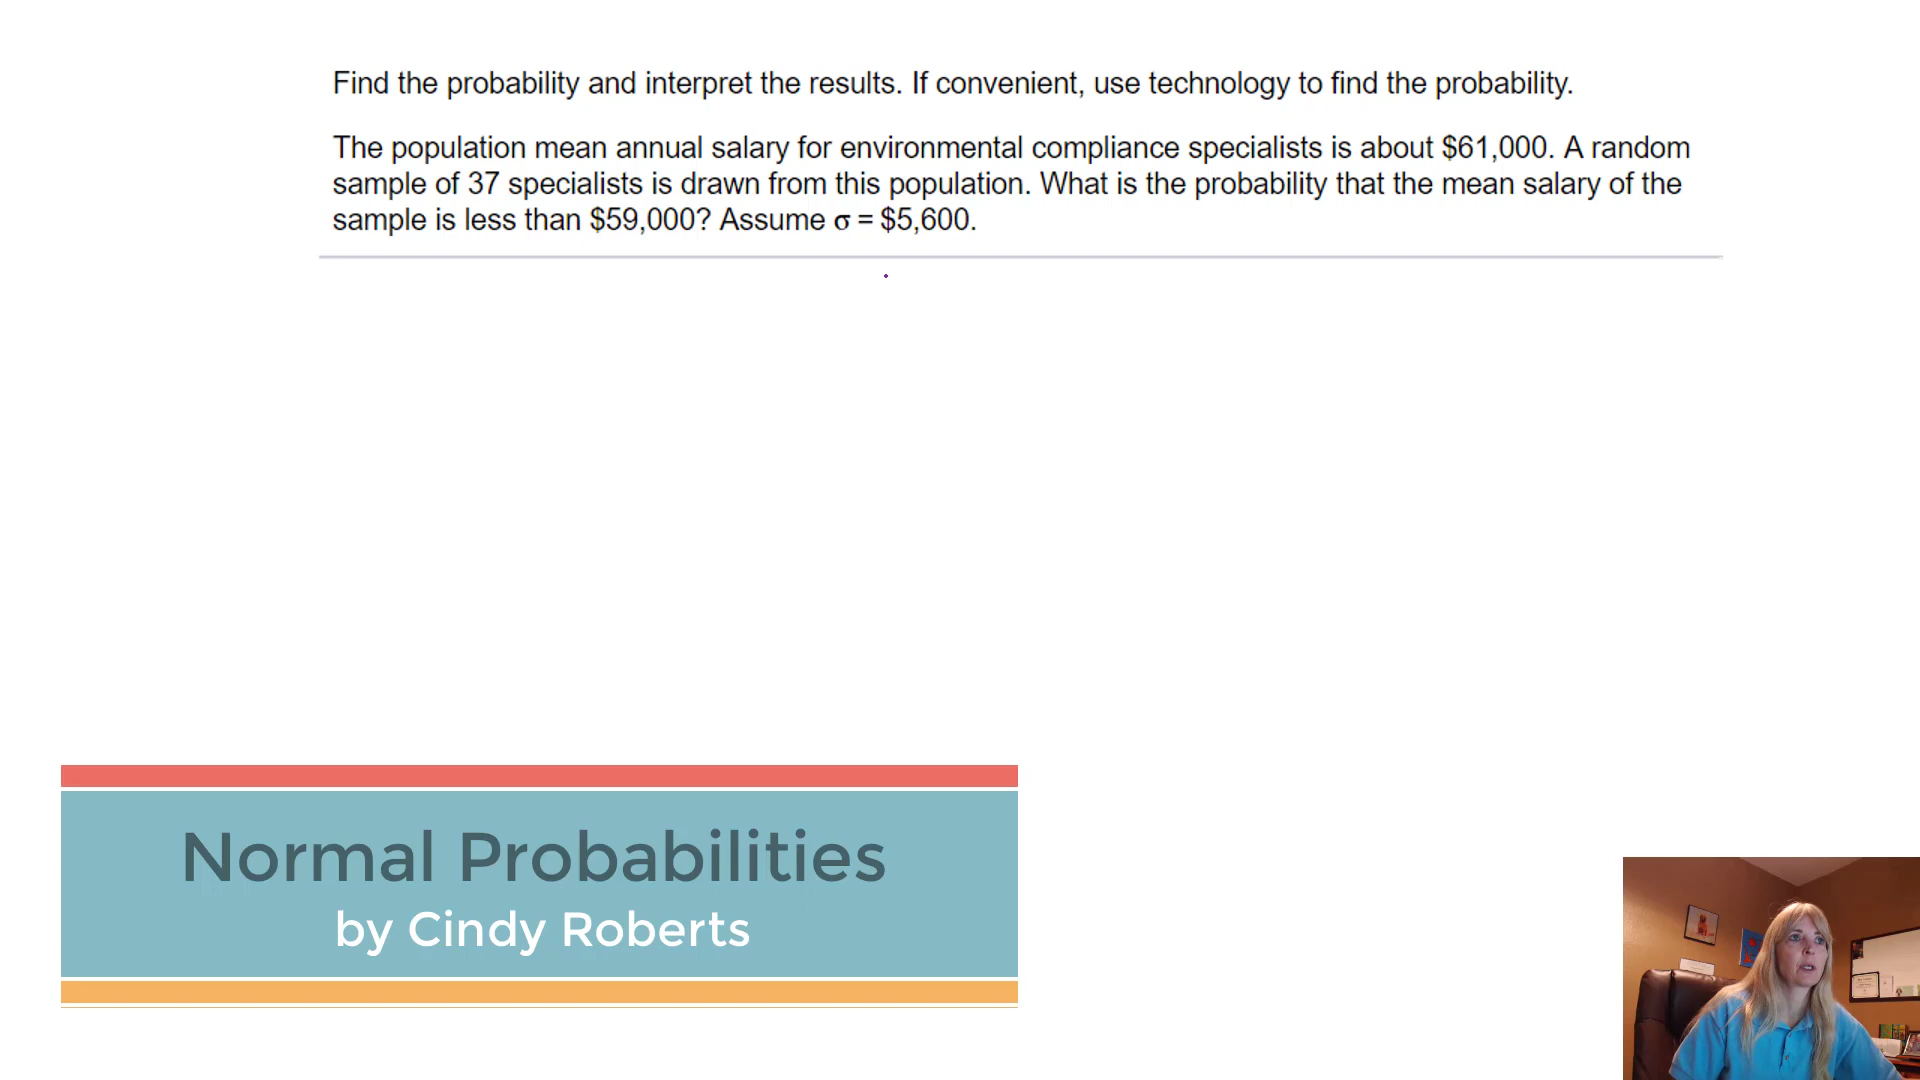 Find the probability and interpret the results. If convenient, use technology to find the probability.
The population mean annual salary for environmental compliance specialists is about $61,000. A random
sample of 37 specialists is drawn from this population. What is the probability that the mean salary of the
sample is less than $59,000? Assume σ = $5,600.
Normal Probabilities
by Cindy Roberts